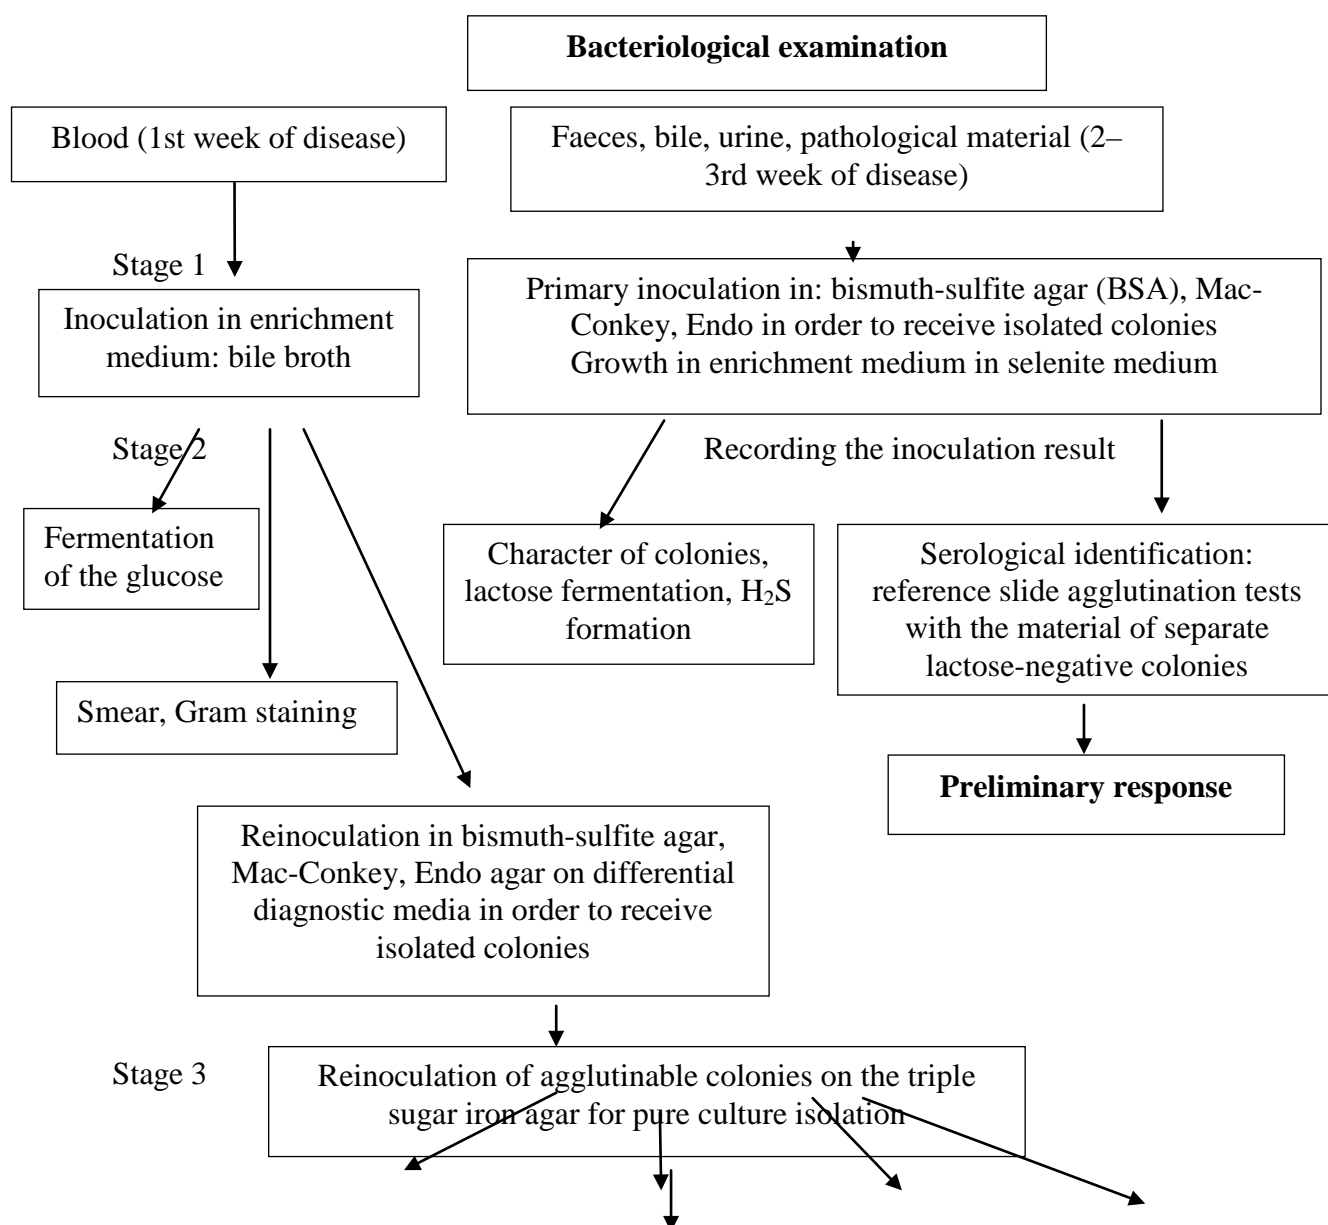 Bacteriological examination
Blood (1st week of disease)
Faeces, bile, urine, pathological material (2–
3rd week of disease)
Stage 1
Inoculation in enrichment
medium: bile broth
Primary inoculation in: bismuth-sulfite agar (BSA), Mac-
Conkey, Endo in order to receive isolated colonies
Growth in enrichment medium in selenite medium
Stage 2
Recording the inoculation result
Fermentation
of the glucose
Character of colonies,
lactose fermentation, H₂S
formation
Serological identification:
reference slide agglutination tests
with the material of separate
lactose-negative colonies
Smear, Gram staining
Preliminary response
Reinoculation in bismuth-sulfite agar,
Mac-Conkey, Endo agar on differential
diagnostic media in order to receive
isolated colonies
Stage 3
Reinoculation of agglutinable colonies on the triple
sugar iron agar for pure culture isolation